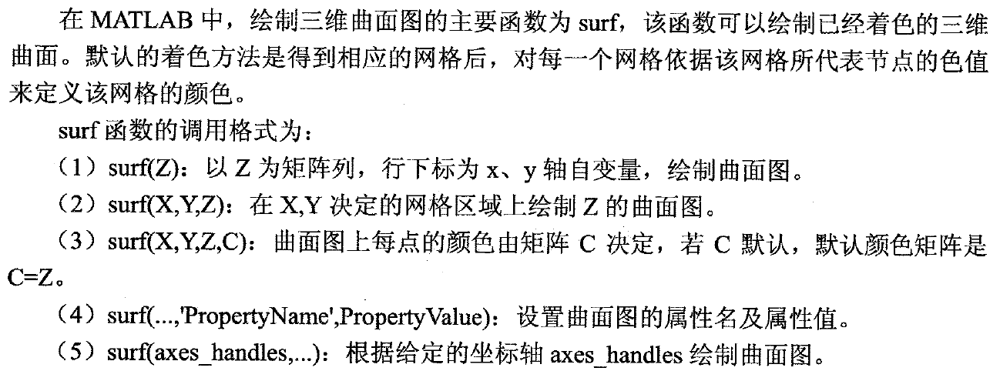 在 MATLAB 中，绘制三维曲面图的主要函数为 surf，该函数可以绘制已经着色的三维
曲面。默认的着色方法是得到相应的网格后，对每一个网格依据该网格所代表节点的色值
来定义该网格的颜色。
surf 函数的调用格式为：
（1）surf(Z)：以 Z 为矩阵列，行下标为 x、y 轴自变量，绘制曲面图。
（2）surf(X,Y,Z)：在 X,Y 决定的网格区域上绘制 Z 的曲面图。
（3）surf(X,Y,Z,C)：曲面图上每点的颜色由矩阵 C 决定，若 C 默认，默认颜色矩阵是
C=Z。
（4）surf(...,'PropertyName',PropertyValue)：设置曲面图的属性名及属性值。
（5）surf(axes_handles,...)：根据给定的坐标轴 axes_handles 绘制曲面图。